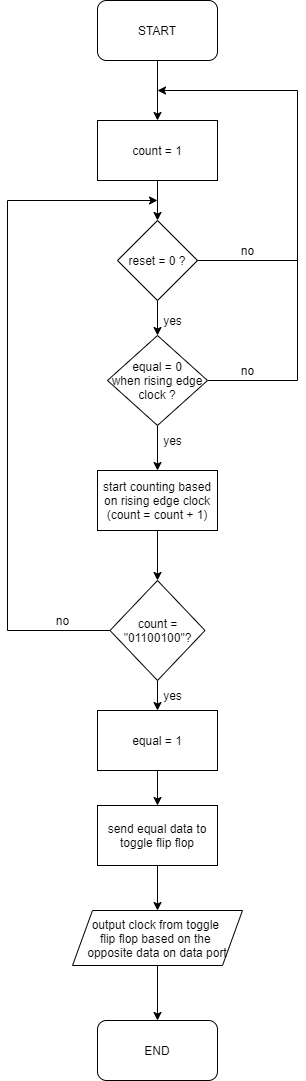 START
count = 1
reset = 0 ?
no
yes
equal = 0
when rising edge
clock ?
no
yes
start counting based
on rising edge clock
(count = count + 1)
count =
"01100100"?
no
yes
equal = 1
send equal data to
toggle flip flop
output clock from toggle
flip flop based on the
opposite data on data port
END